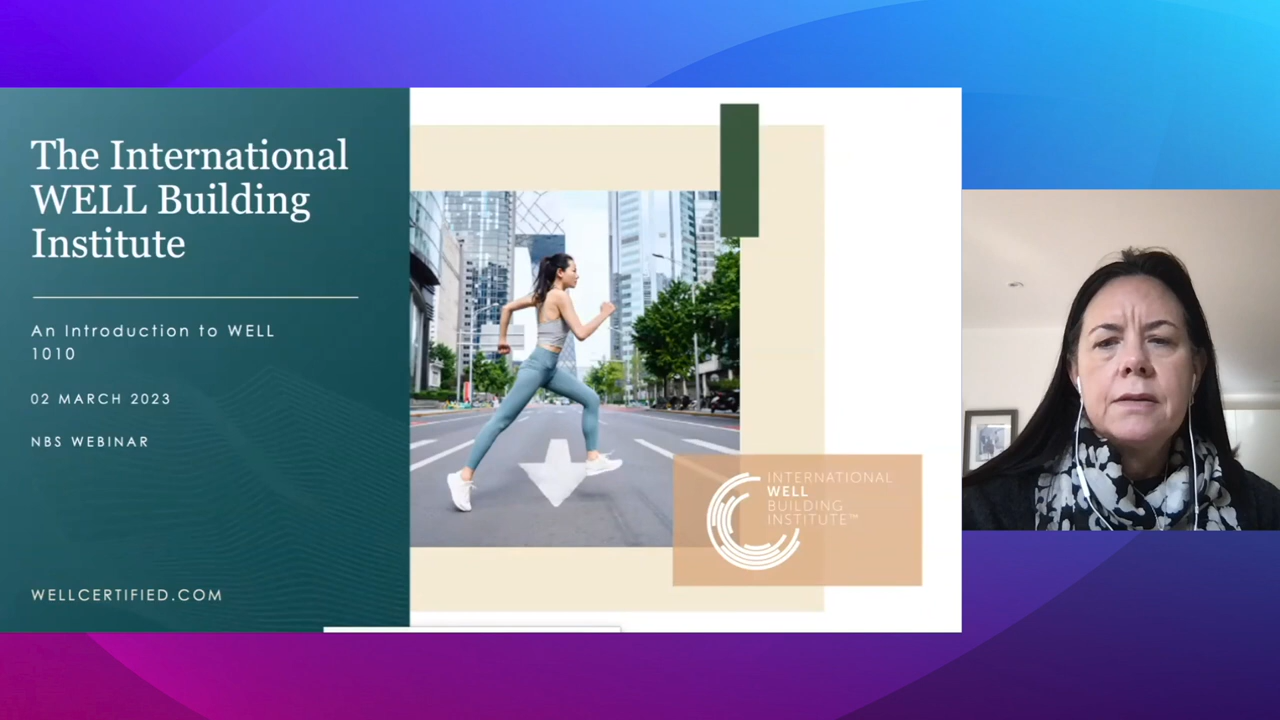 The International
WELL Building
Institute
An Introduction to WELL
1010
02 MARCH 2023
NBS WEBINAR
WELLCERTIFIED.COM
INTERNATIONAL
WELL
BUILDING
INSTITUTE™